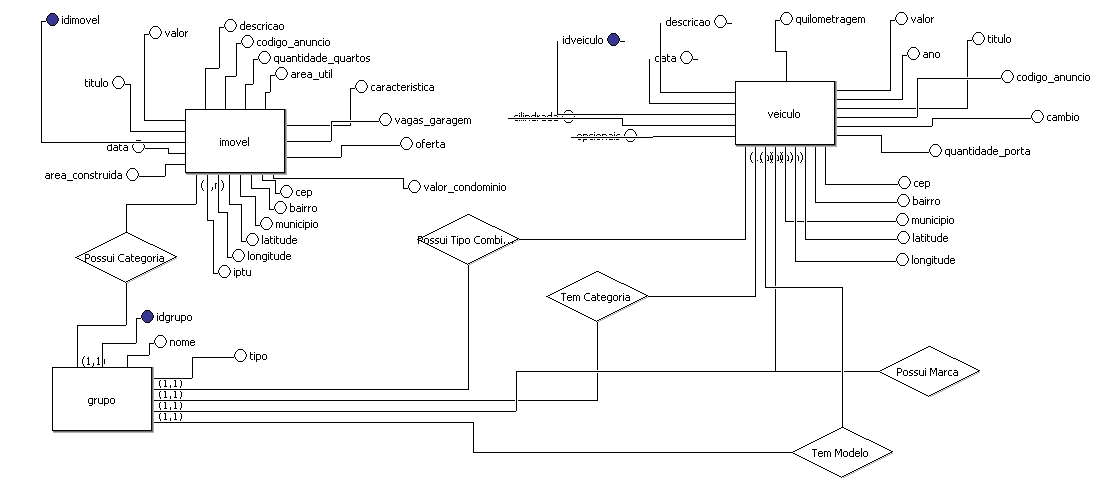 idimovel
descricao
valor
codigo_anuncio
quantidade_quartos
titulo
area_util
caracteristica
vagas_garagem
imovel
data
oferta
area_construida
valor_condominio
cep
bairro
municipio
latitude
longitude
iptu
Possui Categoria
descricao
quilometragem
valor
idveiculo
titulo
data
ano
codigo_anuncio
cilindrada
veiculo
cambio
opcionais
quantidade_porta
cep
bairro
municipio
latitude
longitude
Possui Tipo Combi...
Tem Categoria
idgrupo
nome
tipo
(1,1)
(1,1)
(1,1)
(1,1)
(1,1)
grupo
Possui Marca
Tem Modelo